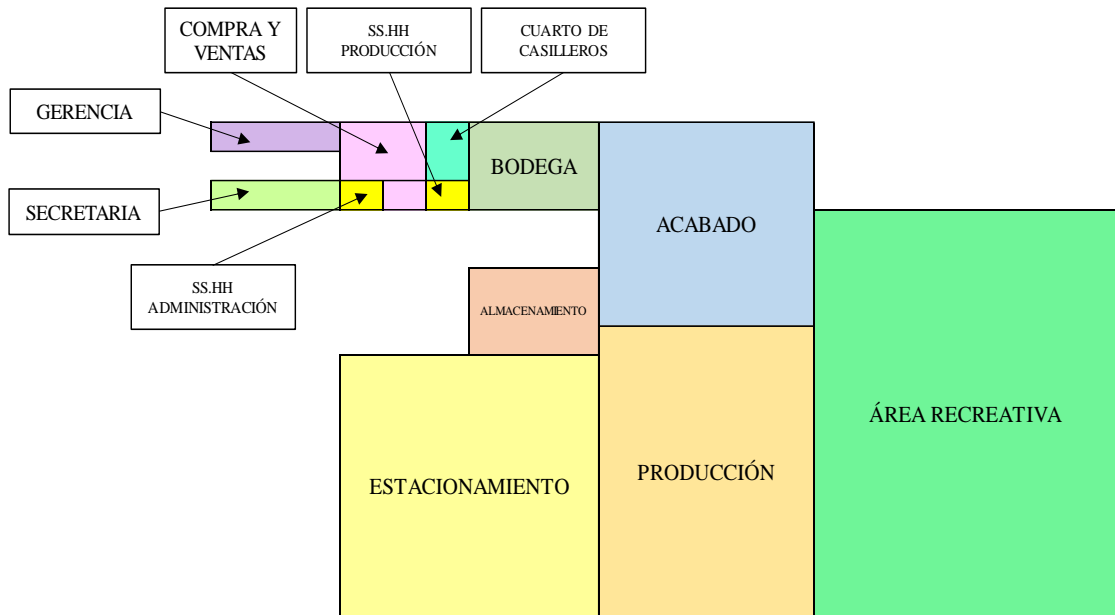 COMPRA Y
VENTAS
SS.HH
PRODUCCIÓN
CUARTO DE
CASILLEROS
GERENCIA
BODEGA
SECRETARIA
ACABADO
SS.HH
ADMINISTRACIÓN
ALMACENAMIENTO
ÁREA RECREATIVA
ESTACIONAMIENTO
PRODUCCIÓN